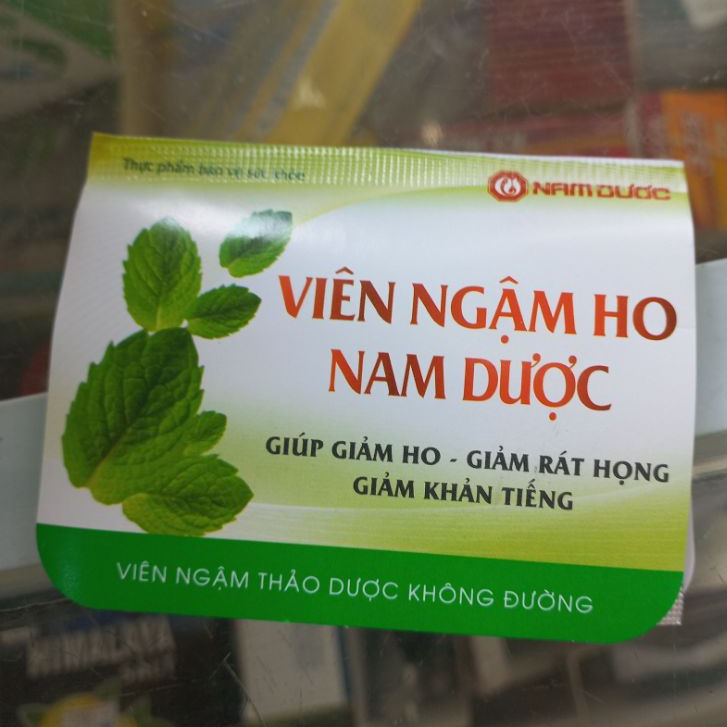 Thực phẩm bảo vệ sức khỏe
NAM DƯỢC
VIÊN NGẬM HO
NAM DƯỢC
GIÚP GIẢM HO - GIẢM RÁT HỌNG
GIẢM KHẢN TIẾNG
VIÊN NGẬM THẢO DƯỢC KHÔNG ĐƯỜNG
HIMALAYA